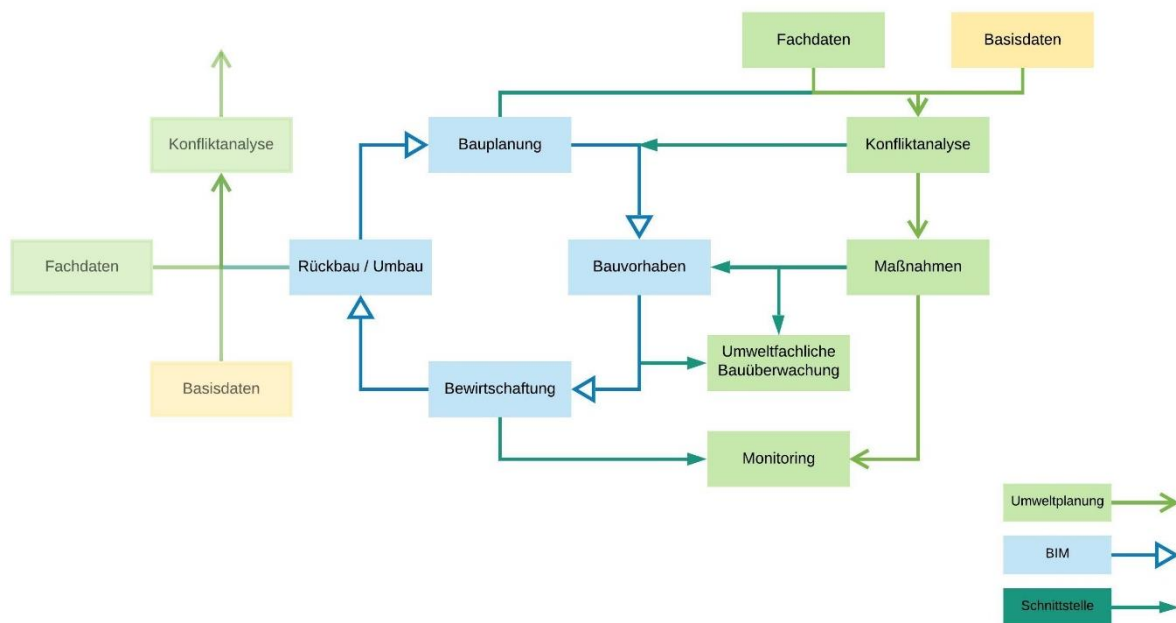 Fachdaten
Basisdaten
Konfliktanalyse
Bauplanung
Konfliktanalyse
Fachdaten
Rückbau / Umbau
Bauvorhaben
Maßnahmen
Umweltfachliche
Bauüberwachung
Basisdaten
Bewirtschaftung
Monitoring
Umweltplanung
BIM
Schnittstelle